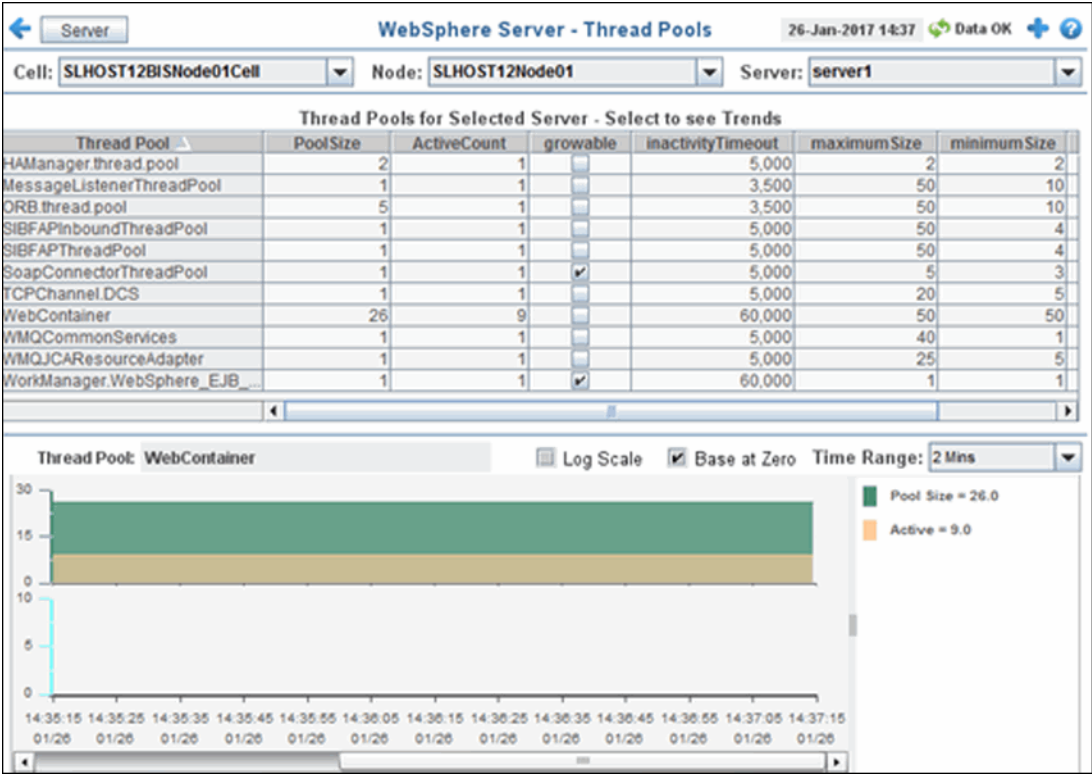 Server WebSphere Server - Thread Pools 26-Jan-2017 14:37 Data OK
Cell: SLHOST12BISNode01Cell Node: SLHOST12Node01 Server: server1
Thread Pools for Selected Server - Select to see Trends
Thread Pool PoolSize ActiveCount growable inactivityTimeout maximumSize minimumSize
HAManager.thread.pool 2 1 5,000 2 2
MessageListenerThreadPool 1 1 3,500 50 10
ORB.thread.pool 5 1 3,500 50 10
SIBFAPInboundThreadPool 1 1 5,000 50 4
SIBFAPThreadPool 1 1 5,000 50 4
SoapConnectorThreadPool 1 1 5,000 5 3
TCPChannel.DCS 1 1 5,000 20 5
WebContainer 26 9 60,000 50 50
WMQCommonServices 1 1 5,000 40 1
WMQJCAResourceAdapter 1 1 5,000 25 5
WorkManager.WebSphere_EJB_... 1 1 60,000 1 1
Thread Pool: WebContainer Log Scale Base at Zero Time Range: 2 Mins
30
Pool Size = 26.0
15
Active = 9.0
0
10
5
0
14:35:15 14:35:25 14:35:35 14:35:45 14:35:55 14:36:05 14:36:15 14:36:25 14:36:35 14:36:45 14:36:55 14:37:05 14:37:15
01/26 01/26 01/26 01/26 01/26 01/26 01/26 01/26 01/26 01/26 01/26 01/26 01/26